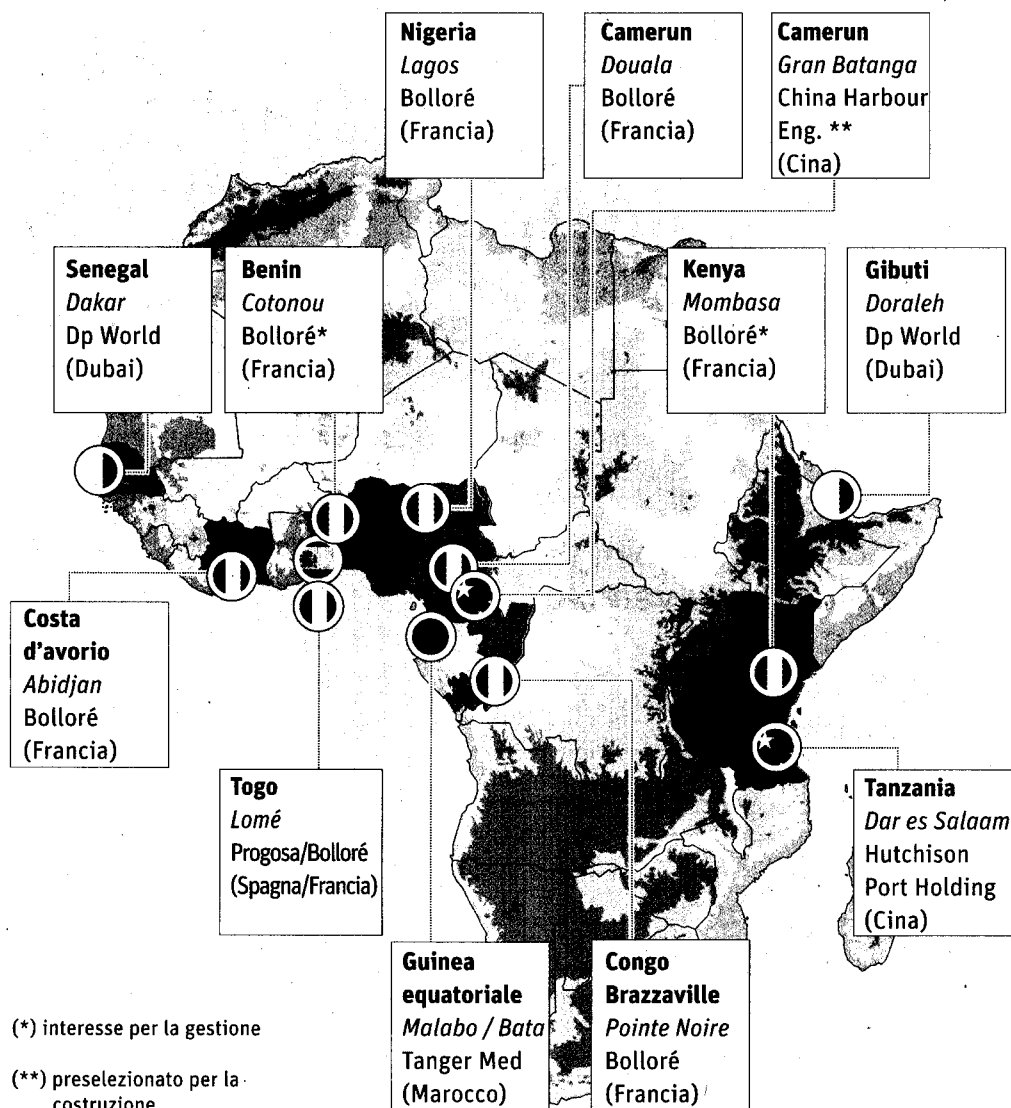 Nigeria
Lagos
Bolloré
(Francia)
Camerun
Douala
Bolloré
(Francia)
Camerun
Gran Batanga
China Harbour
Eng. **
(Cina)
Senegal
Dakar
Dp World
(Dubai)
Benin
Cotonou
Bolloré*
(Francia)
Kenya
Mombasa
Bolloré*
(Francia)
Gibuti
Doraleh
Dp World
(Dubai)
Costa
d'avorio
Abidjan
Bolloré
(Francia)
Togo
Lomé
Progosa/Bolloré
(Spagna/Francia)
Tanzania
Dar es Salaam
Hutchison
Port Holding
(Cina)
Guinea
equatoriale
Malabo / Bata
Tanger Med
(Marocco)
Congo
Brazzaville
Pointe Noire
Bolloré
(Francia)
(*) interesse per la gestione
(**) preselezionato per la
costruzione